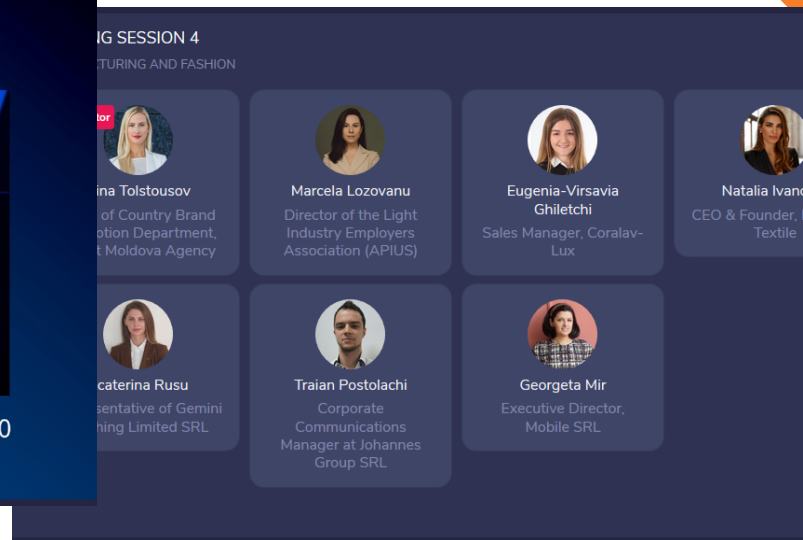 NG SESSION 4
CTURING AND FASHION
tor
ina Tolstousov
of Country Brand
otion Department,
t Moldova Agency
Marcela Lozovanu
Director of the Light
Industry Employers
Association (APIUS)
Eugenia-Virsavia
Ghiletchi
Sales Manager, Coralav-
Lux
Natalia Ivanc
CEO & Founder,
Textile
caterina Rusu
sentative of Gemini
hing Limited SRL
Traian Postolachi
Corporate
Communications
Manager at Johannes
Group SRL
Georgeta Mir
Executive Director,
Mobile SRL
0